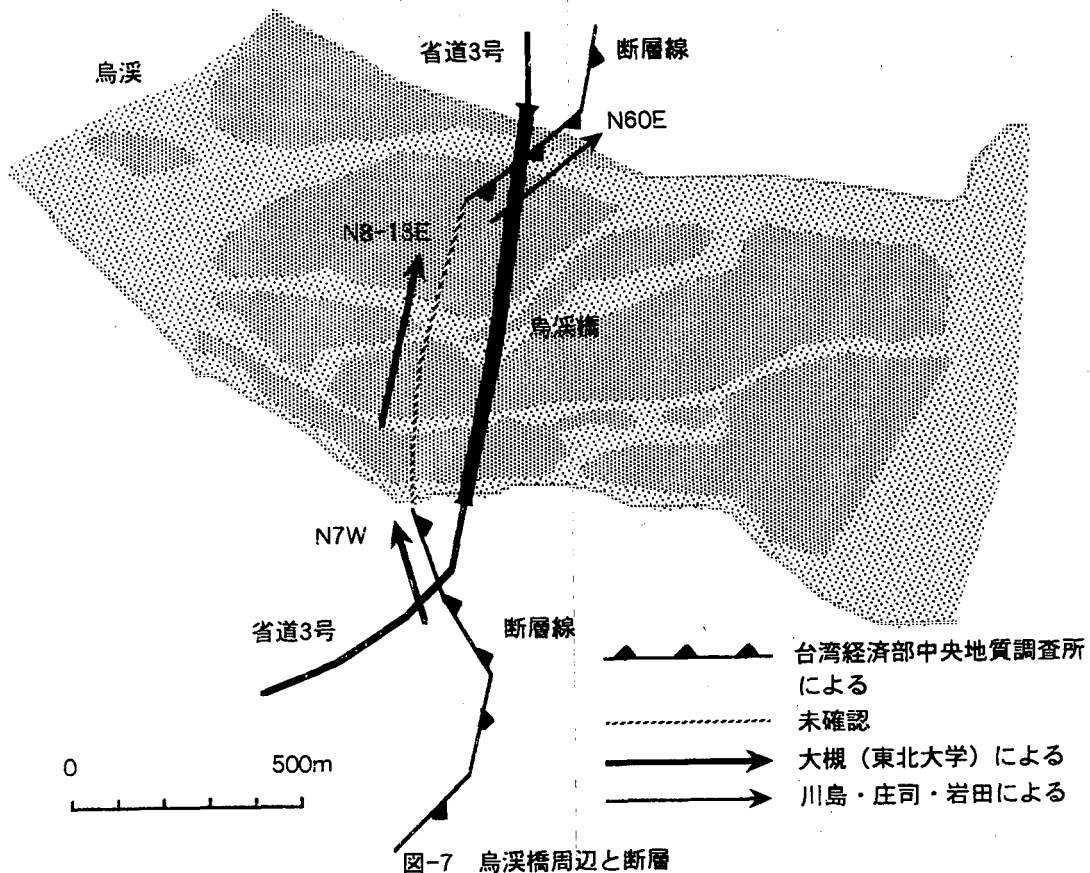 省道3号
断層線
烏渓
N60E
N8-13E
烏渓橋
N7W
省道3号
断層線
台湾経済部中央地質調査所
による
未確認
大槻（東北大学）による
川島・庄司・岩田による
0
500m
図-7 烏渓橋周辺と断層